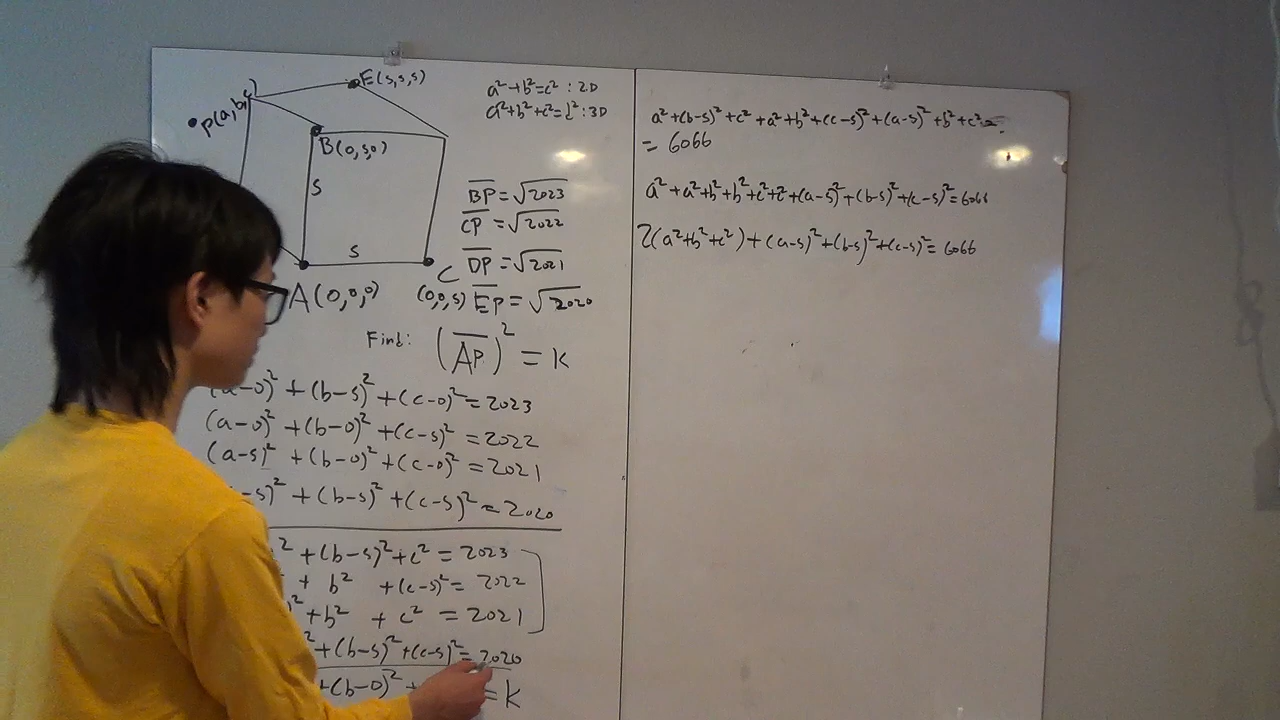 E(s,s,s)
P(a,b,c)
B(0,s,0)
s
s
A(0,0,0)
C
(0,0,s)
a²+b²=c² : 2D
a²+b²+c²=d² : 3D
BP = √2023
CP = √2022
DP = √2021
EP = √2020
Find: (AP)² = k
(a-0)² + (b-s)² + (c-0)² = 2023
(a-0)² + (b-0)² + (c-s)² = 2022
(a-s)² + (b-0)² + (c-0)² = 2021
-s)² + (b-s)² + (c-s)² = 2020
² + (b-s)² + c² = 2023
+ b² + (c-s)² = 2022
)² + b² + c² = 2021
² + (b-s)² + (c-s)² = 2020
+ (b-0)² + = k
a² + (b-s)² + c² + a² + b² + (c-s)² + (a-s)² + b² + c²
= 6066
a² + a² + b² + b² + c² + c² + (a-s)² + (b-s)² + (c-s)² = 6066
2(a² + b² + c²) + (a-s)² + (b-s)² + (c-s)² = 6066